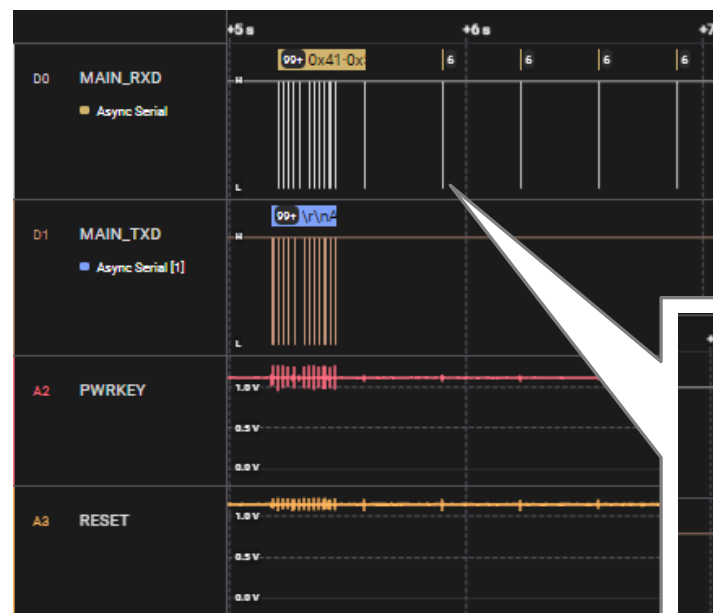 +5 s +6 s +7
D0 MAIN_RXD
Async Serial
H
L
99+ 0x41-0x
6 6 6 6
D1 MAIN_TXD
Async Serial [1]
H
L
99+ \r\nA
A2 PWRKEY
1.0 V
0.5 V
0.0 V
A3 RESET
1.0 V
0.5 V
0.0 V
+